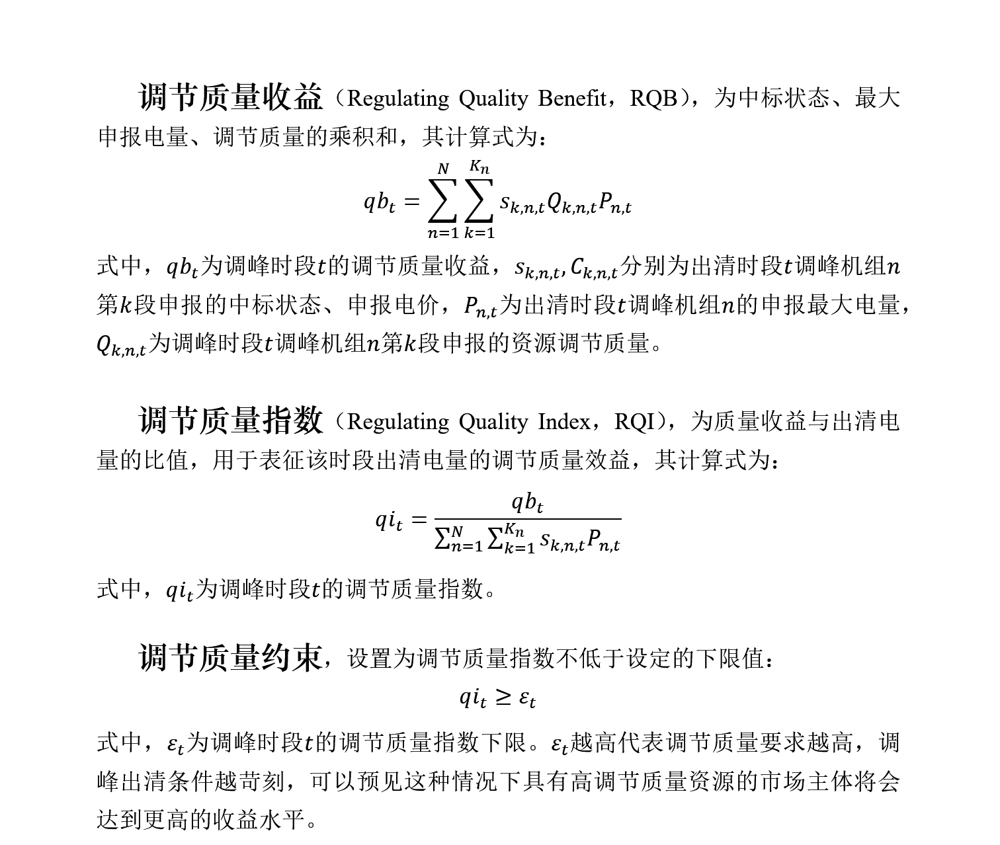 调节质量收益（Regulating Quality Benefit，RQB），为中标状态、最大
申报电量、调节质量的乘积和，其计算式为：
$qb_t = \sum_{n=1}^{N} \sum_{k=1}^{K_n} s_{k,n,t} Q_{k,n,t} P_{n,t}$
式中，$qb_t$为调峰时段$t$的调节质量收益，$s_{k,n,t}, C_{k,n,t}$分别为出清时段$t$调峰机组$n$
第$k$段申报的中标状态、申报电价，$P_{n,t}$为出清时段$t$调峰机组$n$的申报最大电量，
$Q_{k,n,t}$为调峰时段$t$调峰机组$n$第$k$段申报的资源调节质量。
调节质量指数（Regulating Quality Index，RQI），为质量收益与出清电
量的比值，用于表征该时段出清电量的调节质量效益，其计算式为：
$qi_t = \frac{qb_t}{\sum_{n=1}^{N} \sum_{k=1}^{K_n} s_{k,n,t} P_{n,t}}$
式中，$qi_t$为调峰时段$t$的调节质量指数。
调节质量约束，设置为调节质量指数不低于设定的下限值：
$qi_t \geq \varepsilon_t$
式中，$\varepsilon_t$为调峰时段$t$的调节质量指数下限。$\varepsilon_t$越高代表调节质量要求越高，调
峰出清条件越苛刻，可以预见这种情况下具有高调节质量资源的市场主体将会
达到更高的收益水平。